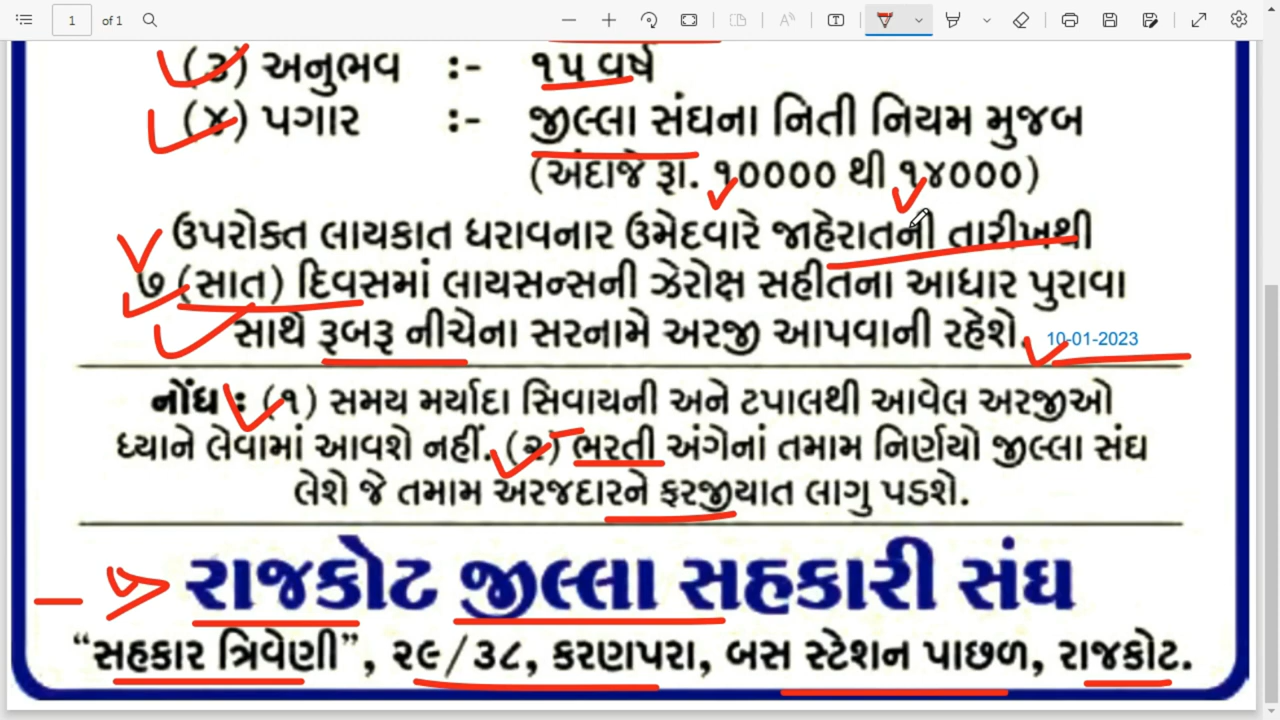 1 of 1
(૩) અનુભવ :- ૧૫ વર્ષ
(૪) પગાર :- જીલ્લા સંઘના નિતી નિયમ મુજબ
(અંદાજે રૂા. ૧૦૦૦૦ થી ૧૪૦૦૦)
ઉપરોક્ત લાયકાત ધરાવનાર ઉમેદવારે જાહેરાતની તારીખથી
૭ (સાત) દિવસમાં લાયસન્સની ઝેરોક્ષ સહીતના આધાર પુરાવા
સાથે રૂબરૂ નીચેના સરનામે અરજી આપવાની રહેશે. 10-01-2023
નોંધ : (૧) સમય મર્યાદા સિવાયની અને ટપાલથી આવેલ અરજીઓ
ધ્યાને લેવામાં આવશે નહીં. (૨) ભરતી અંગેનાં તમામ નિર્ણયો જીલ્લા સંઘ
લેશે જે તમામ અરજદારને ફરજીયાત લાગુ પડશે.
રાજકોટ જીલ્લા સહકારી સંઘ
“સહકાર ત્રિવેણી”, ૨૯/૩૮, કરણપરા, બસ સ્ટેશન પાછળ, રાજકોટ.